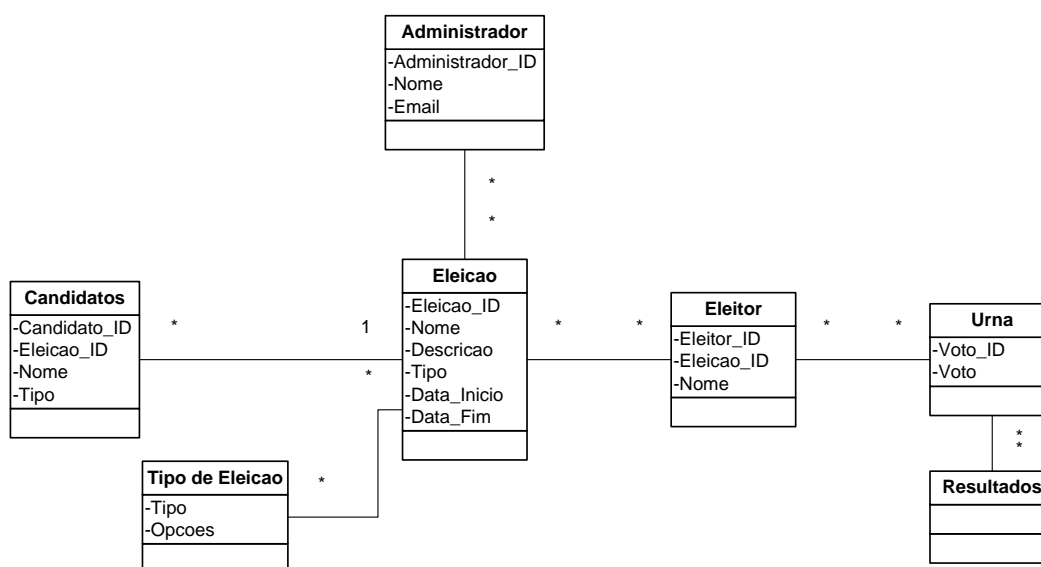 Administrador
-Administrador_ID
-Nome
-Email
*
*
Candidatos
-Candidato_ID
-Eleicao_ID
-Nome
-Tipo
*
1
*
Eleicao
-Eleicao_ID
-Nome
-Descricao
-Tipo
-Data_Inicio
-Data_Fim
*
*
Eleitor
-Eleitor_ID
-Eleicao_ID
-Nome
*
*
Urna
-Voto_ID
-Voto
*
*
Tipo de Eleicao
-Tipo
-Opcoes
*
Resultados